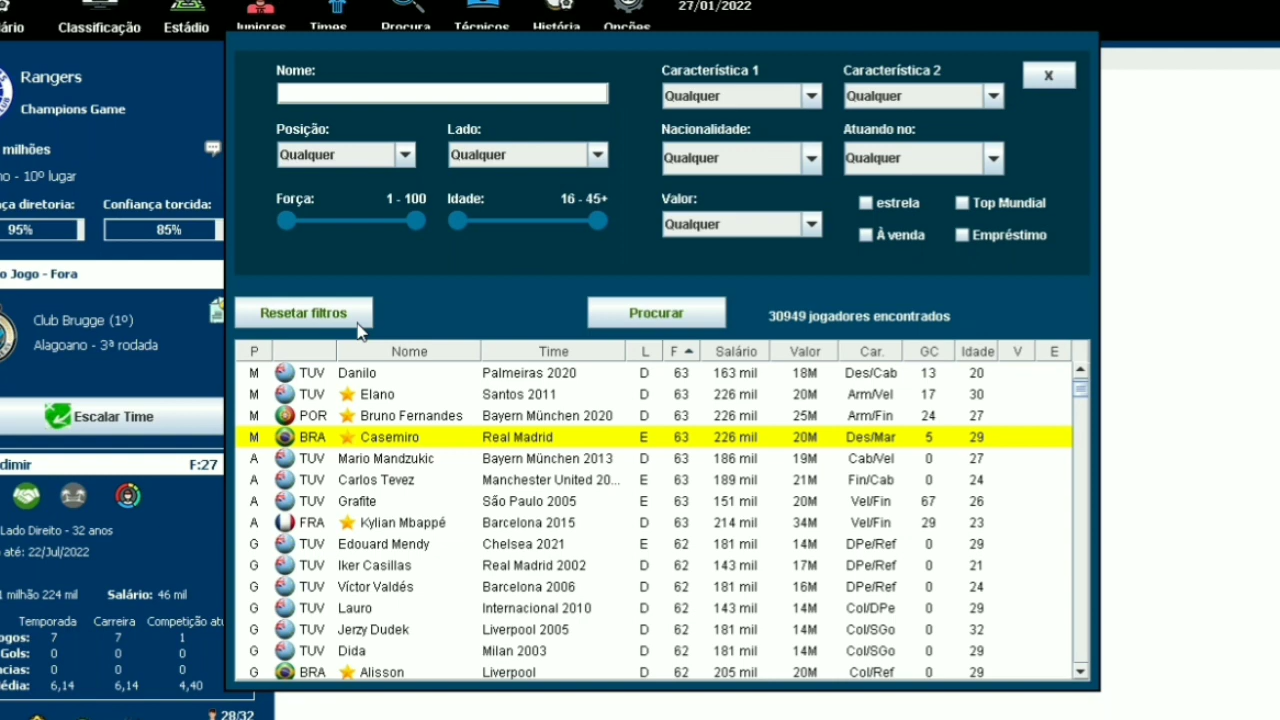 27/01/2022
ário Classificação Estádio Juniores Times Procura Técnicos História Opções
Rangers
Champions Game
milhões
no - 10º lugar
ça diretoria: Confiança torcida:
95% 85%
o Jogo - Fora
Club Brugge (1º)
Alagoano - 3ª rodada
Escalar Time
dimir F:27
Lado Direito - 32 anos
até: 22/Jul/2022
1 milhão 224 mil Salário: 46 mil
Temporada Carreira Competição atu
ogos: 7 7 1
Gols: 0 0 0
ncias: 0 0 0
édia: 6,14 6,14 4,40
28/32
Nome: Característica 1 Característica 2 X
Qualquer Qualquer
Posição: Lado: Nacionalidade: Atuando no:
Qualquer Qualquer Qualquer Qualquer
Força: 1 - 100 Idade: 16 - 45+ Valor:
Qualquer
estrela Top Mundial
À venda Empréstimo
Resetar filtros Procurar 30949 jogadores encontrados
P Nome Time L F Salário Valor Car. GC Idade V E
M TUV Danilo Palmeiras 2020 D 63 163 mil 18M Des/Cab 13 20
M TUV Elano Santos 2011 D 63 226 mil 20M Arm/Vel 17 30
M POR Bruno Fernandes Bayern München 2020 D 63 226 mil 25M Arm/Fin 24 27
M BRA Casemiro Real Madrid E 63 226 mil 20M Des/Mar 5 29
A TUV Mario Mandzukic Bayern München 2013 D 63 186 mil 19M Cab/Vel 0 27
A TUV Carlos Tevez Manchester United 20... E 63 189 mil 21M Fin/Cab 0 24
A TUV Grafite São Paulo 2005 E 63 151 mil 20M Vel/Fin 67 26
A FRA Kylian Mbappé Barcelona 2015 D 63 214 mil 34M Vel/Fin 29 23
G TUV Edouard Mendy Chelsea 2021 E 62 181 mil 14M DPe/Ref 0 29
G TUV Iker Casillas Real Madrid 2002 D 62 143 mil 17M DPe/Ref 0 21
G TUV Víctor Valdés Barcelona 2006 D 62 181 mil 16M DPe/Ref 0 24
G TUV Lauro Internacional 2010 D 62 143 mil 14M Col/DPe 0 29
G TUV Jerzy Dudek Liverpool 2005 D 62 181 mil 14M Col/SGo 0 32
G TUV Dida Milan 2003 D 62 181 mil 14M Col/SGo 0 29
G BRA Alisson Liverpool D 62 205 mil 20M Col/Ref 0 29